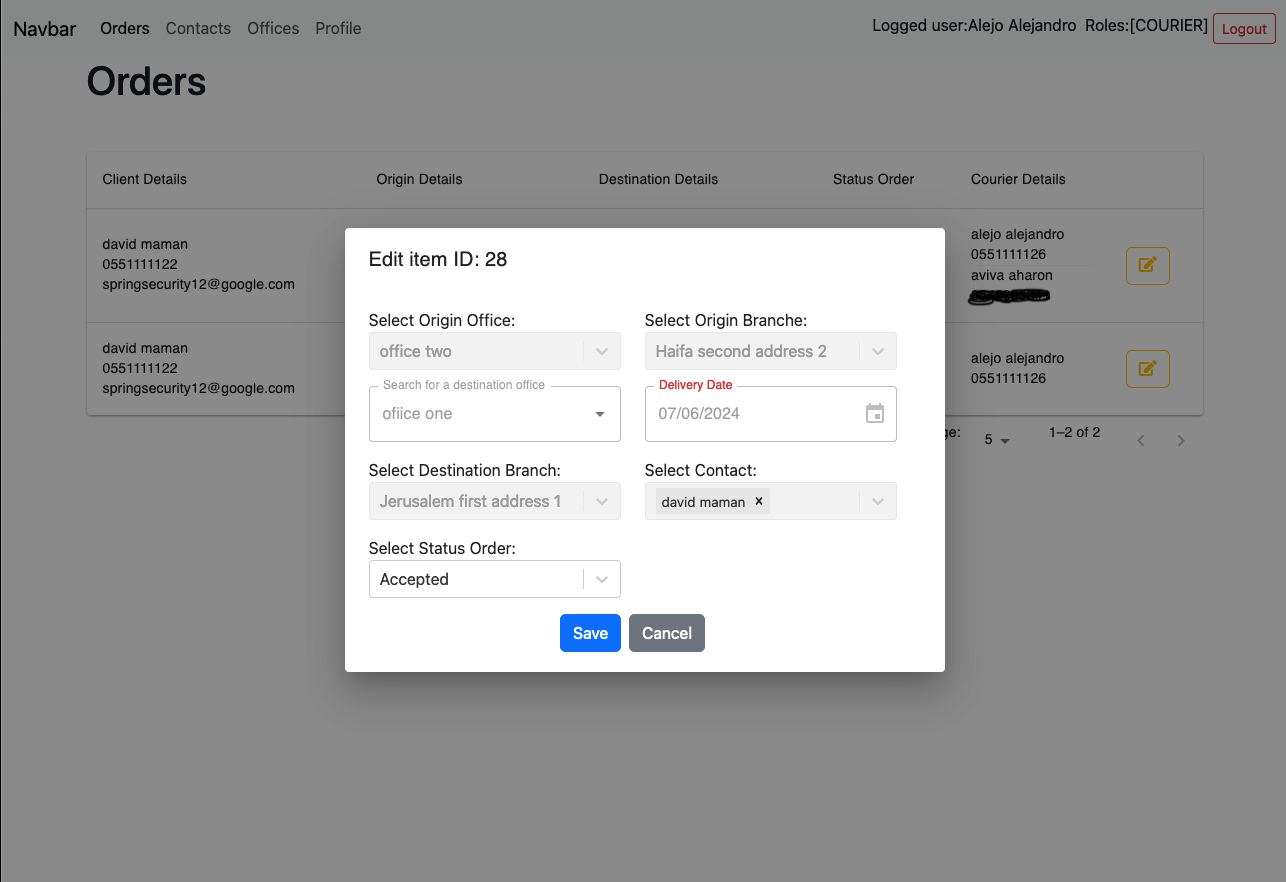 Navbar Orders Contacts Offices Profile Logged user:Alejo Alejandro Roles:[COURIER] Logout
Orders
Client Details Origin Details Destination Details Status Order Courier Details
david maman
0551111122
springsecurity12@google.com
alejo alejandro
0551111126
aviva aharon
david maman
0551111122
springsecurity12@google.com
alejo alejandro
0551111126
ge: 5 1–2 of 2
Edit item ID: 28
Select Origin Office: Select Origin Branche:
office two Haifa second address 2
Search for a destination office Delivery Date
ofiice one 07/06/2024
Select Destination Branch: Select Contact:
Jerusalem first address 1 david maman ×
Select Status Order:
Accepted
Save Cancel